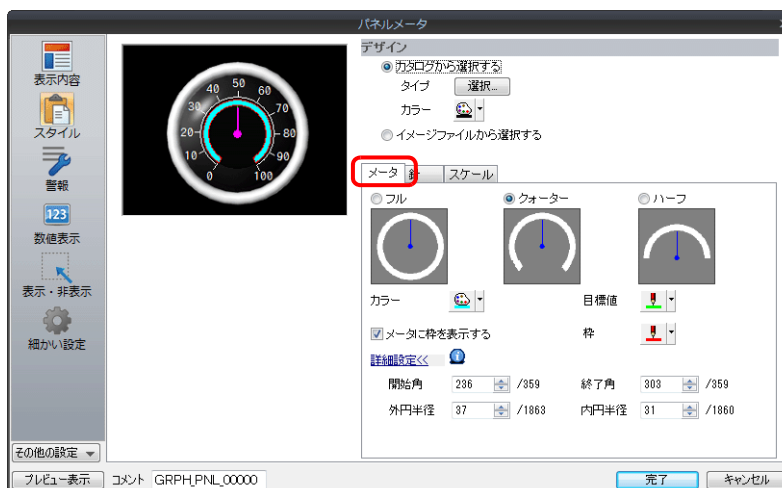 パネルメータ
表示内容
スタイル
警報
123
数値表示
表示・非表示
細かい設定
その他の設定
0 10 20 30 40 50 60 70 80 90 100
デザイン
カタログから選択する
タイプ 選択...
カラー
イメージファイルから選択する
メータ 針 スケール
フル クォーター ハーフ
カラー 目標値
メータに枠を表示する 枠
詳細設定<<
開始角 236 /359 終了角 303 /359
外円半径 37 /1863 内円半径 31 /1860
プレビュー表示 コメント GRPH_PNL_00000 完了 キャンセル